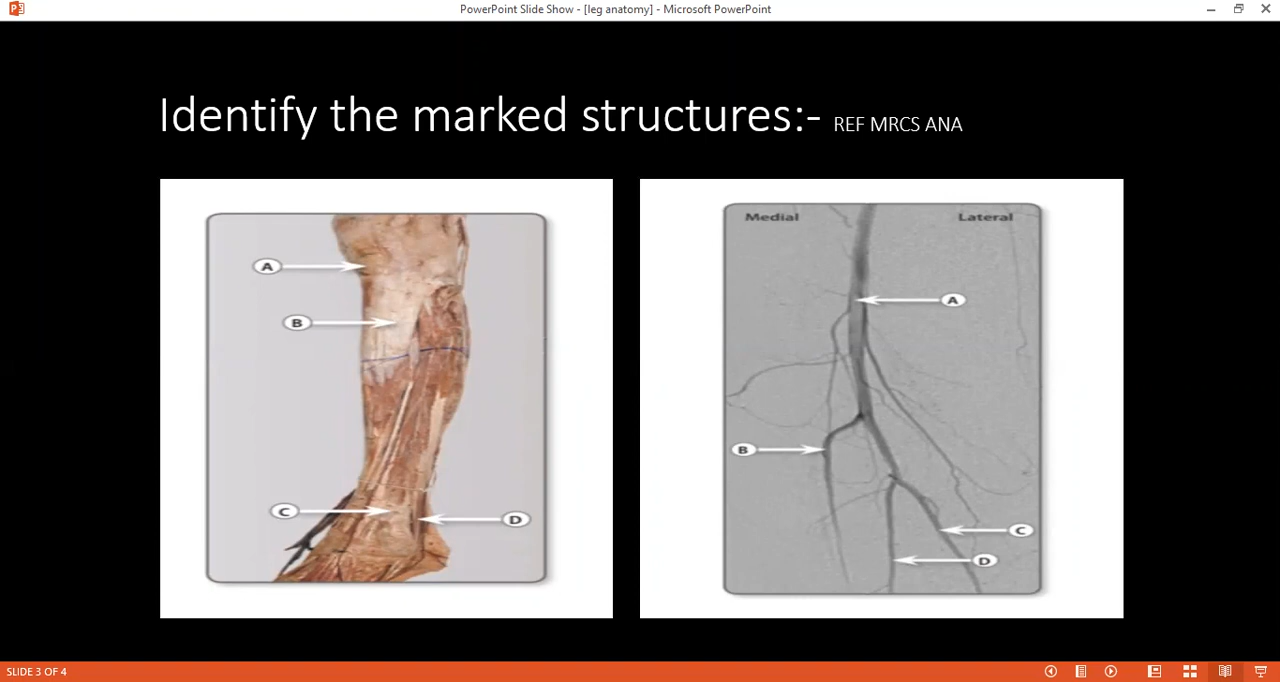 PowerPoint Slide Show - [leg anatomy] - Microsoft PowerPoint
Identify the marked structures:- REF MRCS ANA
A
B
C
D
Medial
Lateral
A
B
C
D
SLIDE 3 OF 4